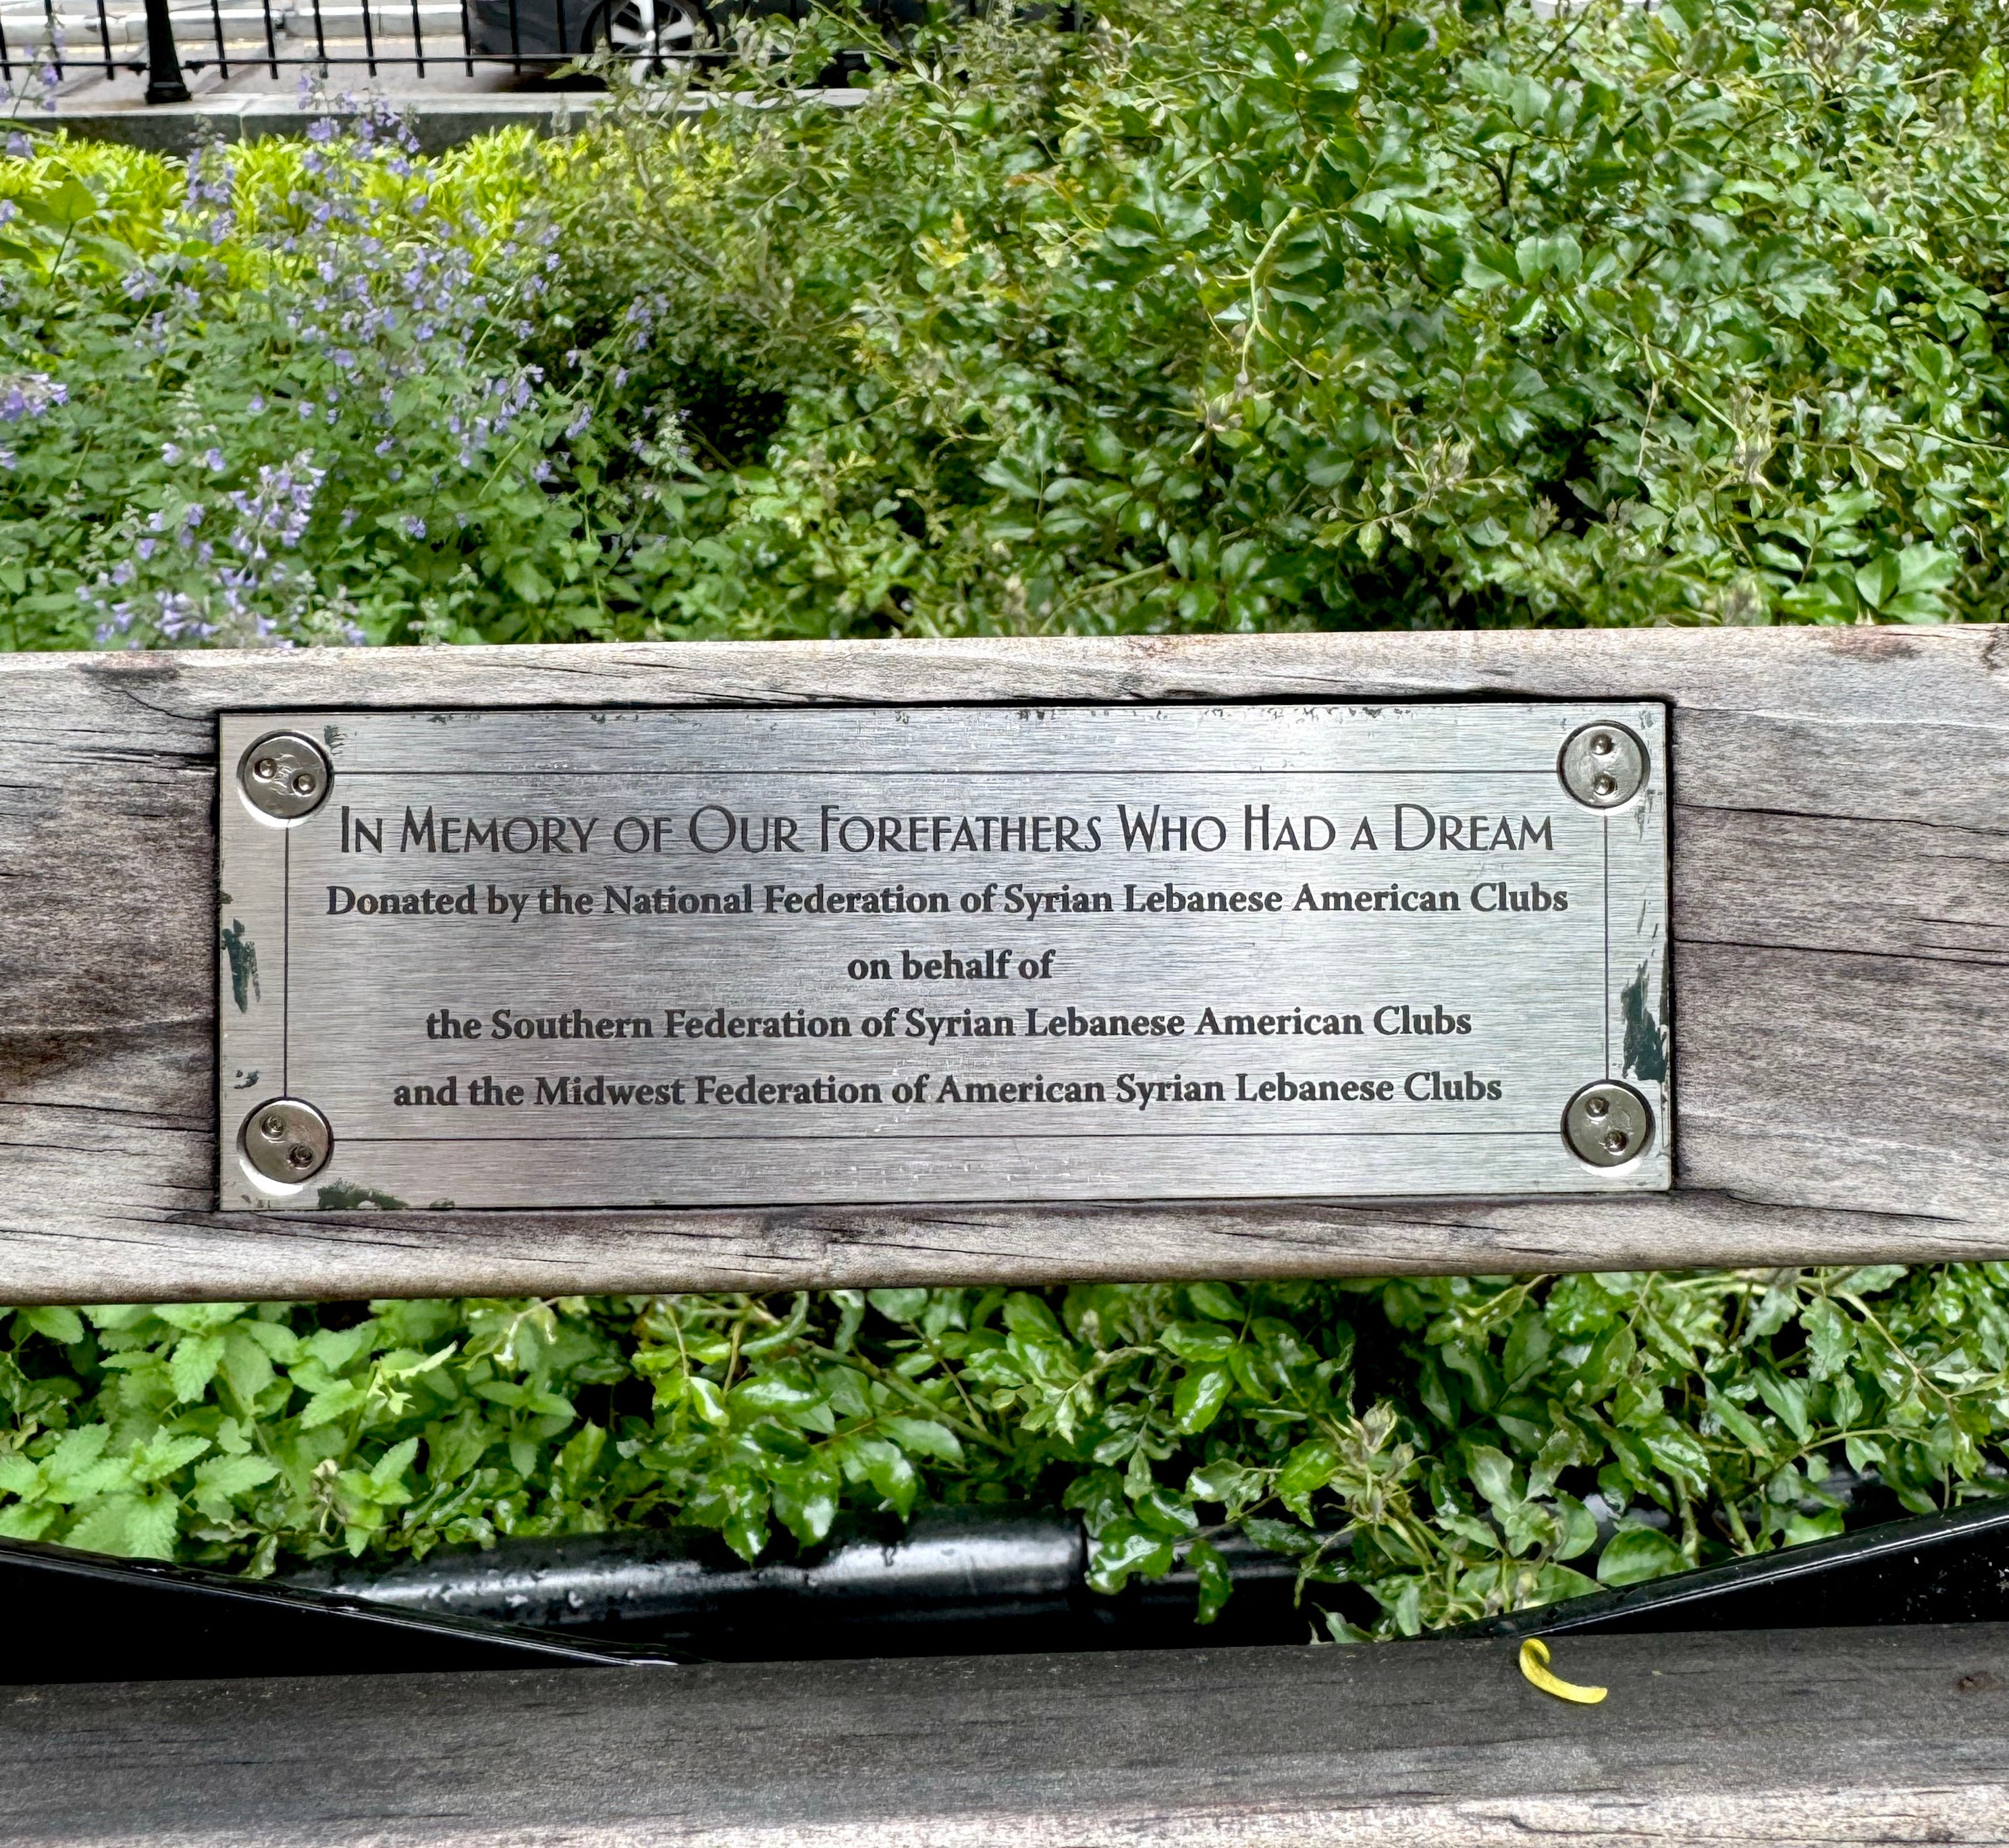 In Memory of Our Forefathers Who Had a Dream
Donated by the National Federation of Syrian Lebanese American Clubs
on behalf of
the Southern Federation of Syrian Lebanese American Clubs
and the Midwest Federation of American Syrian Lebanese Clubs